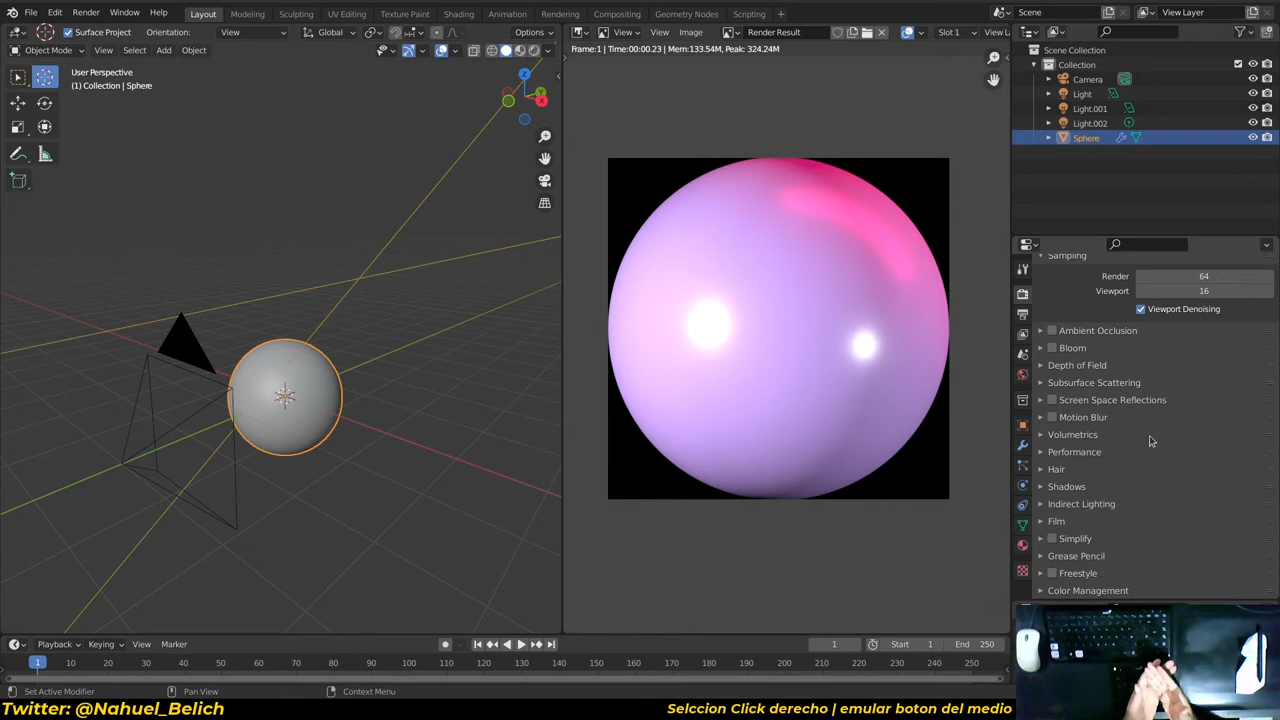 File Edit Render Window Help Layout Modeling Sculpting UV Editing Texture Paint Shading Animation Rendering Compositing Geometry Nodes Scripting + Scene View Layer
Surface Project Orientation: View Global Options View Render Result Slot 1 View L
Object Mode View Select Add Object View Image
Frame:1 | Time:00:00.23 | Mem:133.54M, Peak: 324.24M
User Perspective
(1) Collection | Sphere
Z
Y
X
Scene Collection
Collection
Camera
Light
Light.001
Light.002
Sphere
Sampling
Render 64
Viewport 16
Viewport Denoising
Ambient Occlusion
Bloom
Depth of Field
Subsurface Scattering
Screen Space Reflections
Motion Blur
Volumetrics
Performance
Hair
Shadows
Indirect Lighting
Film
Simplify
Grease Pencil
Freestyle
Color Management
Playback Keying View Marker 1 Start 1 End 250
1 10 20 30 40 50 60 70 80 90 100 110 120 130 140 150 160 170 180 190 200 210 220 230 240 250
Set Active Modifier Pan View Context Menu
Twitter: @Nahuel_Belich Selccion Click derecho | emular boton del medio